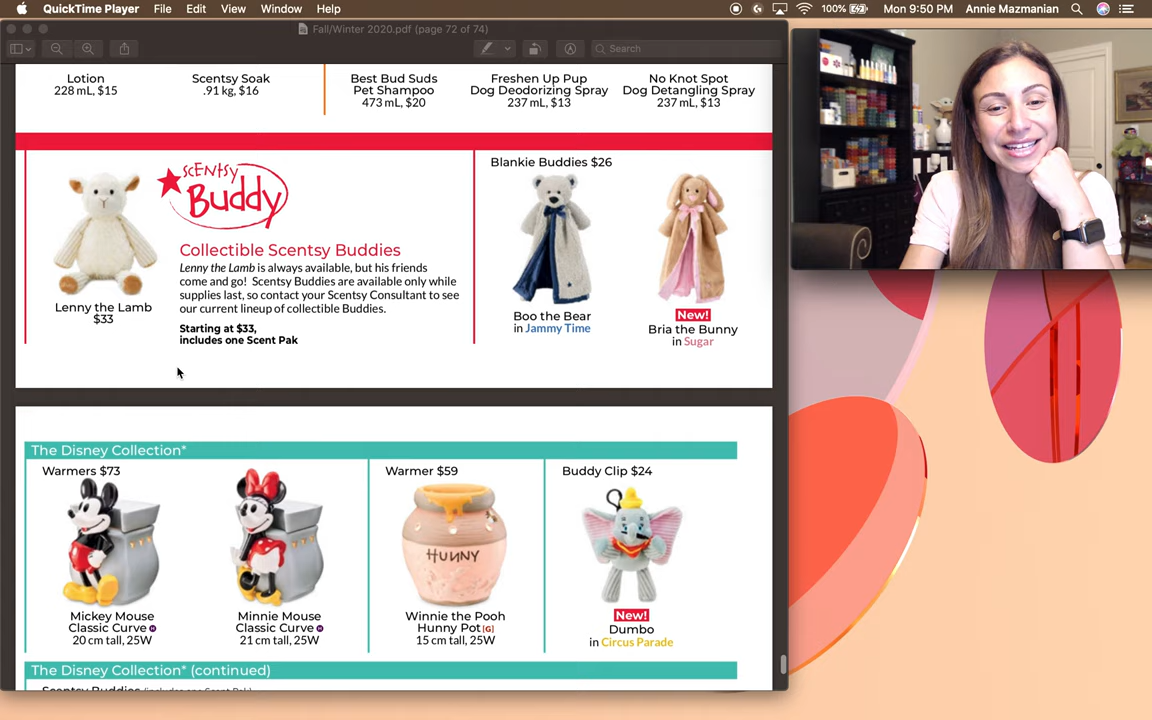 QuickTime Player File Edit View Window Help 100% Mon 9:50 PM Annie Mazmanian
Fall/Winter 2020.pdf (page 72 of 74)
Search
Lotion
228 mL, $15
Scentsy Soak
.91 kg, $16
Best Bud Suds
Pet Shampoo
473 mL, $20
Freshen Up Pup
Dog Deodorizing Spray
237 mL, $13
No Knot Spot
Dog Detangling Spray
237 mL, $13
Lenny the Lamb
$33
SCENTSY
Buddy
Collectible Scentsy Buddies
Lenny the Lamb is always available, but his friends
come and go! Scentsy Buddies are available only while
supplies last, so contact your Scentsy Consultant to see
our current lineup of collectible Buddies.
Starting at $33,
includes one Scent Pak
Blankie Buddies $26
Boo the Bear
in Jammy Time
New!
Bria the Bunny
in Sugar
The Disney Collection*
Warmers $73
Mickey Mouse
Classic Curve H
20 cm tall, 25W
Minnie Mouse
Classic Curve H
21 cm tall, 25W
Warmer $59
HUNNY
Winnie the Pooh
Hunny Pot [G]
15 cm tall, 25W
Buddy Clip $24
New!
Dumbo
in Circus Parade
The Disney Collection* (continued)
Scentsy Buddies (includes one Scent Pak)